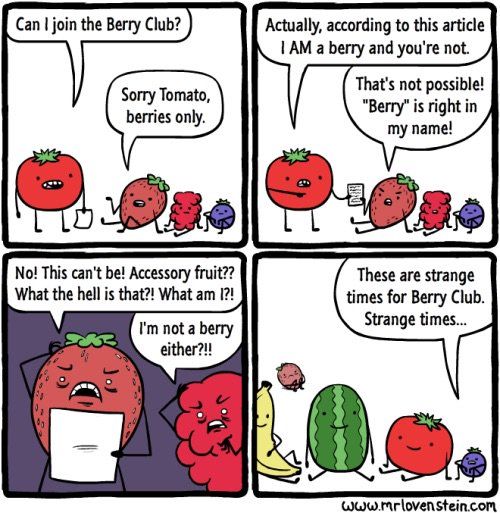 Can I join the Berry Club?
Sorry Tomato,
berries only.
Actually, according to this article
I AM a berry and you're not.
That's not possible!
"Berry" is right in
my name!
No! This can't be! Accessory fruit??
What the hell is that?! What am I?!
I'm not a berry
either?!!
These are strange
times for Berry Club.
Strange times...
www.mrlovenstein.com